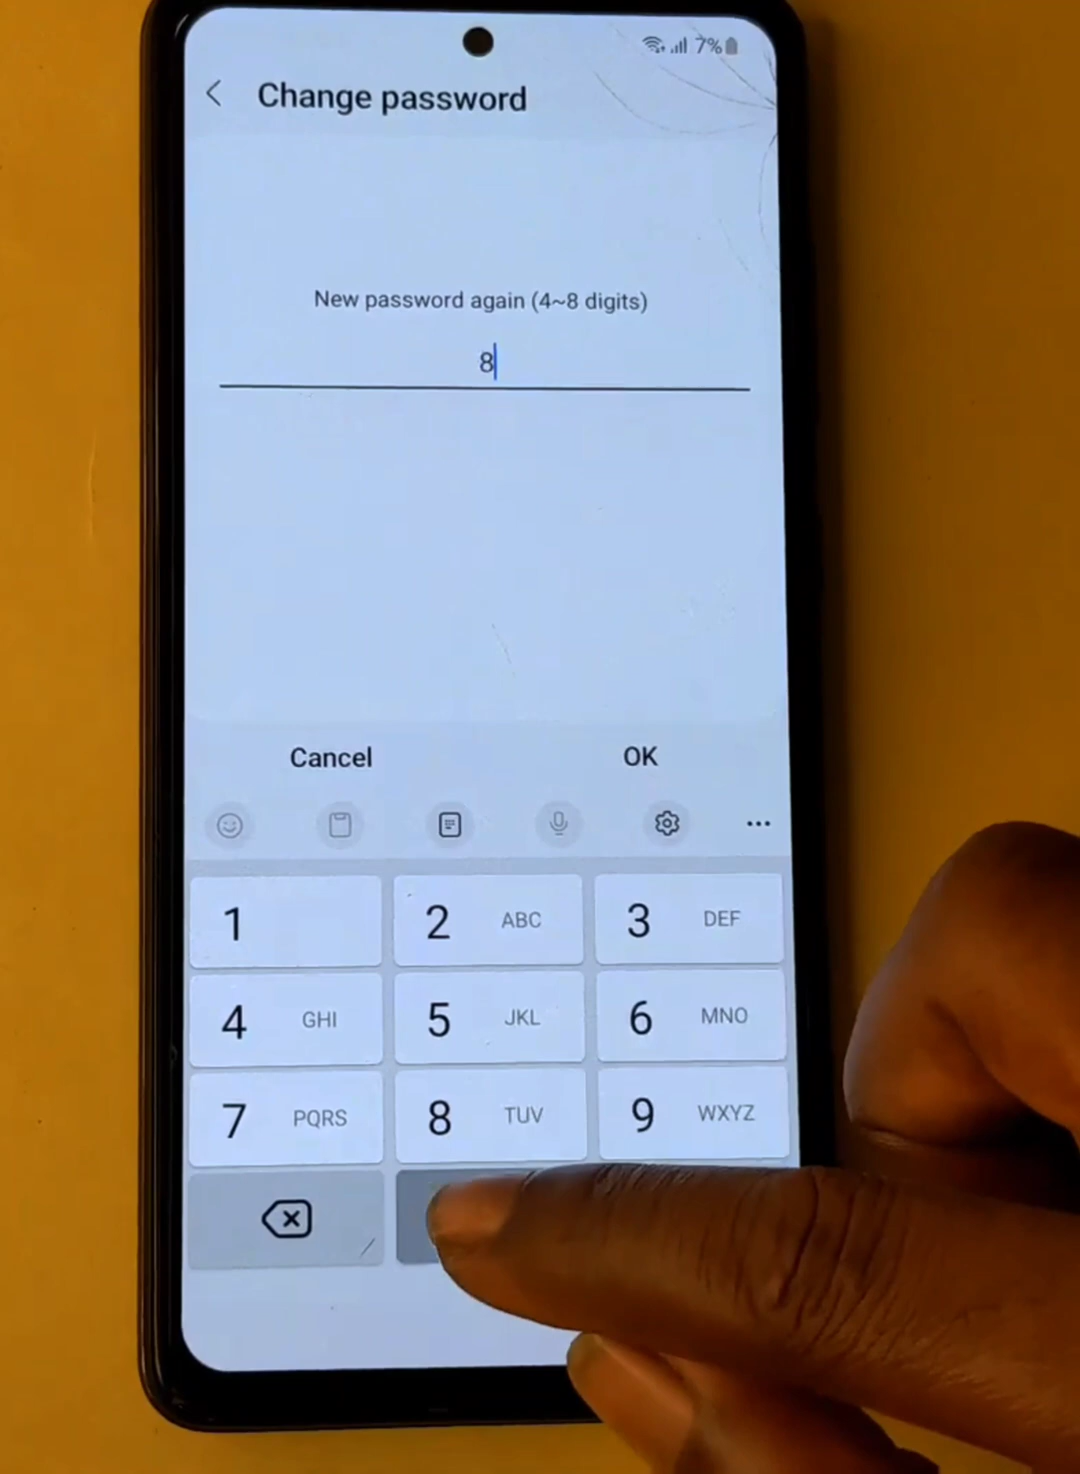 7%
Change password
New password again (4~8 digits)
8
Cancel OK
1 2 ABC 3 DEF
4 GHI 5 JKL 6 MNO
7 PQRS 8 TUV 9 WXYZ